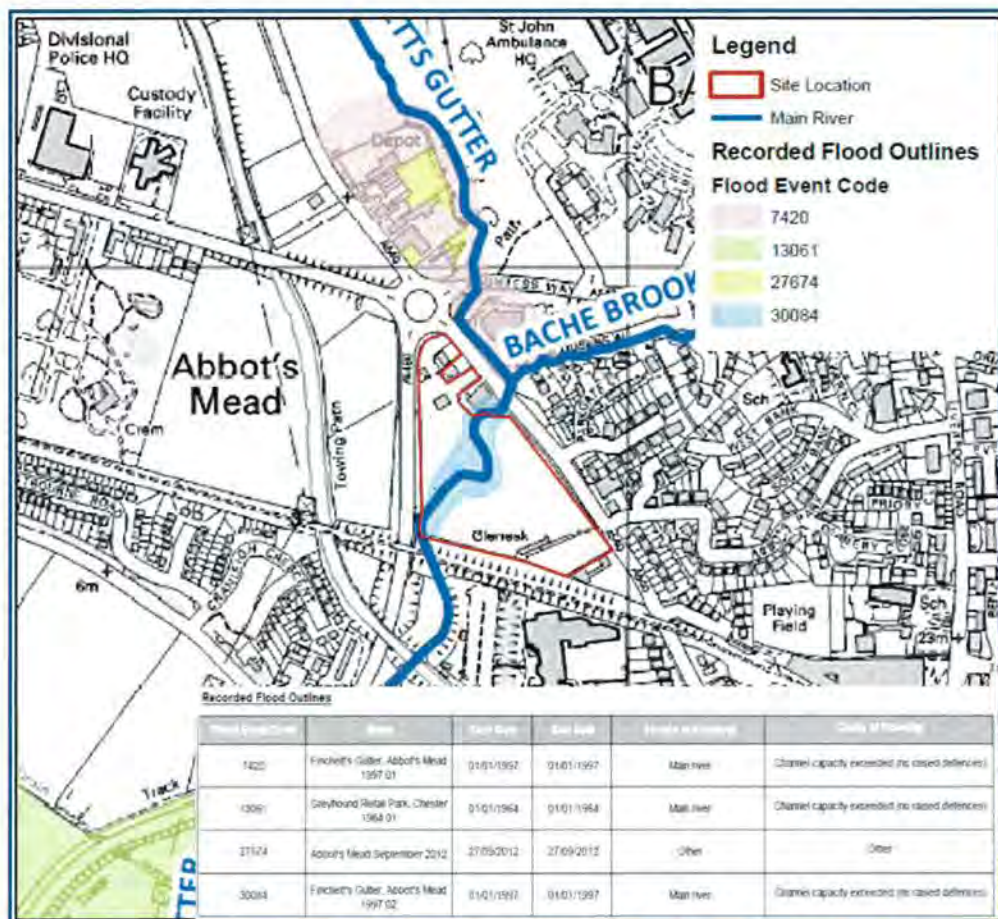 Divisional
Police HQ
Custody
Facility
St John
Ambulance
HQ
TTS GUTTER
Depot
Path
A540
BACHE BROOK
Abbot's
Mead
Crem
Towing Path
Glenesk
Sch
Playing
Field
Sch
23m
6m
Track
TTER
Legend
Site Location
Main River
Recorded Flood Outlines
Flood Event Code
7420
13061
27674
30084
Recorded Flood Outlines
7420
Finchett's Gutter, Abbot's Mead
1997 01
01/01/1997
01/01/1997
Main river
Channel capacity exceeded (no raised defences)
13061
Greyhound Retail Park, Chester
1964 01
01/01/1964
01/01/1964
Main river
Channel capacity exceeded (no raised defences)
27674
Abbot's Mead September 2012
27/09/2012
27/09/2012
Other
Other
30084
Finchett's Gutter, Abbot's Mead
1997 02
01/01/1997
01/01/1997
Main river
Channel capacity exceeded (no raised defences)